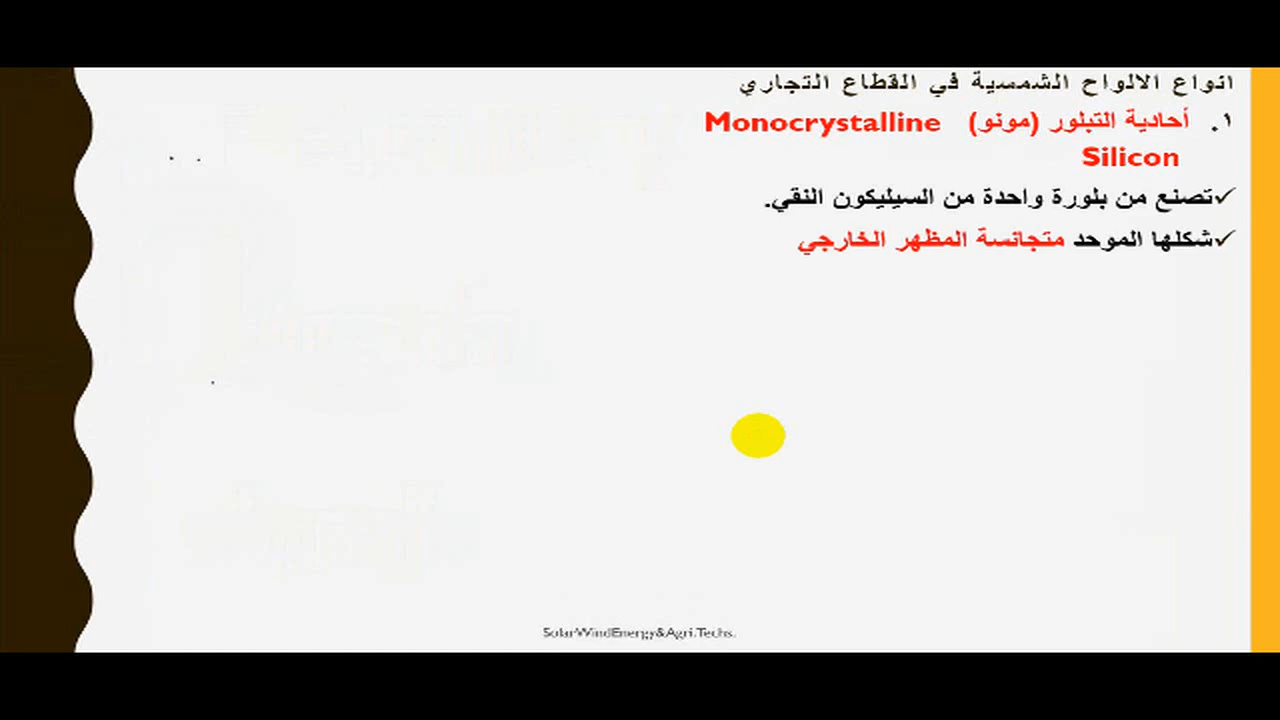 انواع الالواح الشمسية في القطاع التجاري
١. أحادية التبلور (مونو) Monocrystalline
Silicon
✓تصنع من بلورة واحدة من السيليكون النقي.
✓شكلها الموحد متجانسة المظهر الخارجي
SolarWindEnergy&Agri.Techs.